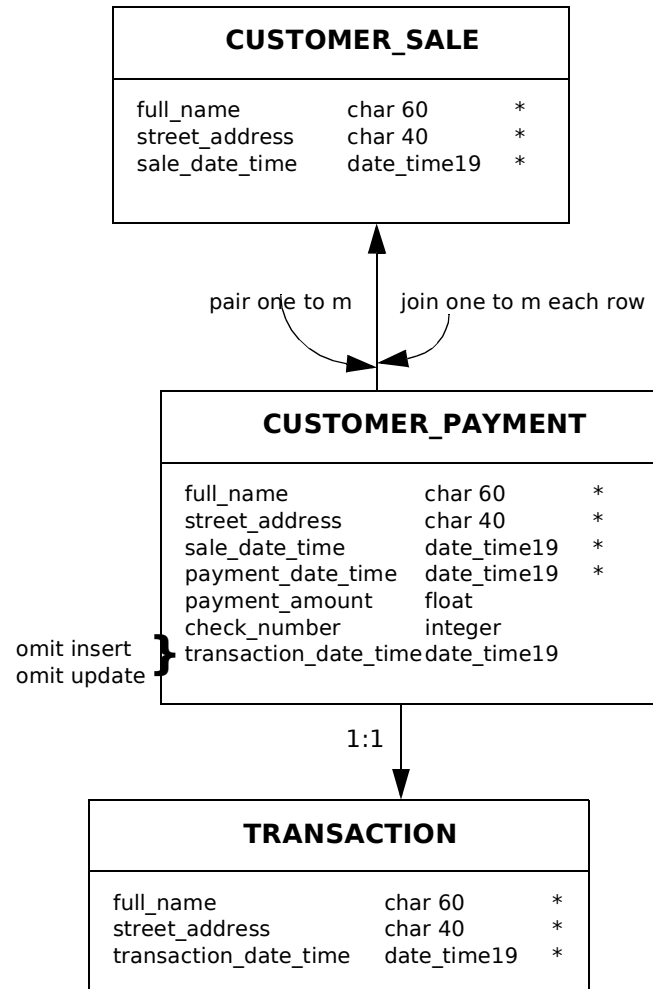 CUSTOMER_SALE
full_name char 60 *
street_address char 40 *
sale_date_time date_time19 *
pair one to m
join one to m each row
CUSTOMER_PAYMENT
full_name char 60 *
street_address char 40 *
sale_date_time date_time19 *
payment_date_time date_time19 *
payment_amount float
check_number integer
transaction_date_time date_time19
omit insert
omit update
}
1:1
TRANSACTION
full_name char 60 *
street_address char 40 *
transaction_date_time date_time19 *